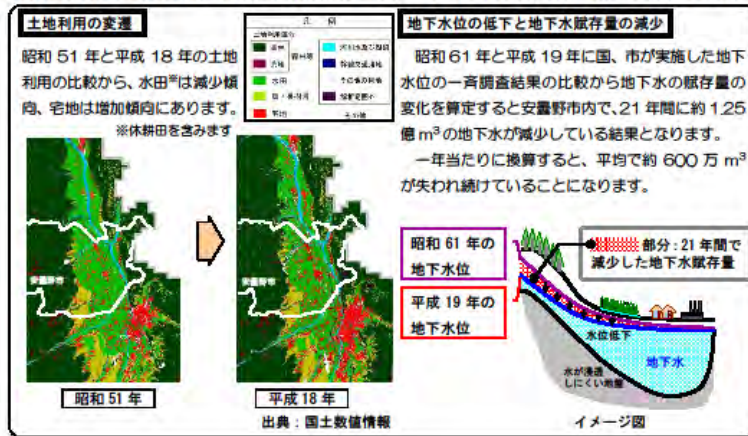 土地利用の変遷
昭和 51 年と平成 18 年の土地
利用の比較から、水田※は減少傾
向、宅地は増加傾向にあります。
※休耕田を含みます
凡 例
水田
安曇野市
昭和 51 年
平成 18 年
出典：国土数値情報
地下水位の低下と地下水賦存量の減少
昭和 61 年と平成 19 年に国、市が実施した地下
水位の一斉調査結果の比較から地下水の賦存量の
変化を算定すると安曇野市内で、21 年間に約 1.25
億 m³の地下水が減少している結果となります。
一年当たりに換算すると、平均で約 600 万 m³
が失われ続けていることになります。
昭和 61 年の
地下水位
部分：21 年間で
減少した地下水賦存量
平成 19 年の
地下水位
水位低下
地下水
水が浸透
しにくい地盤
イメージ図